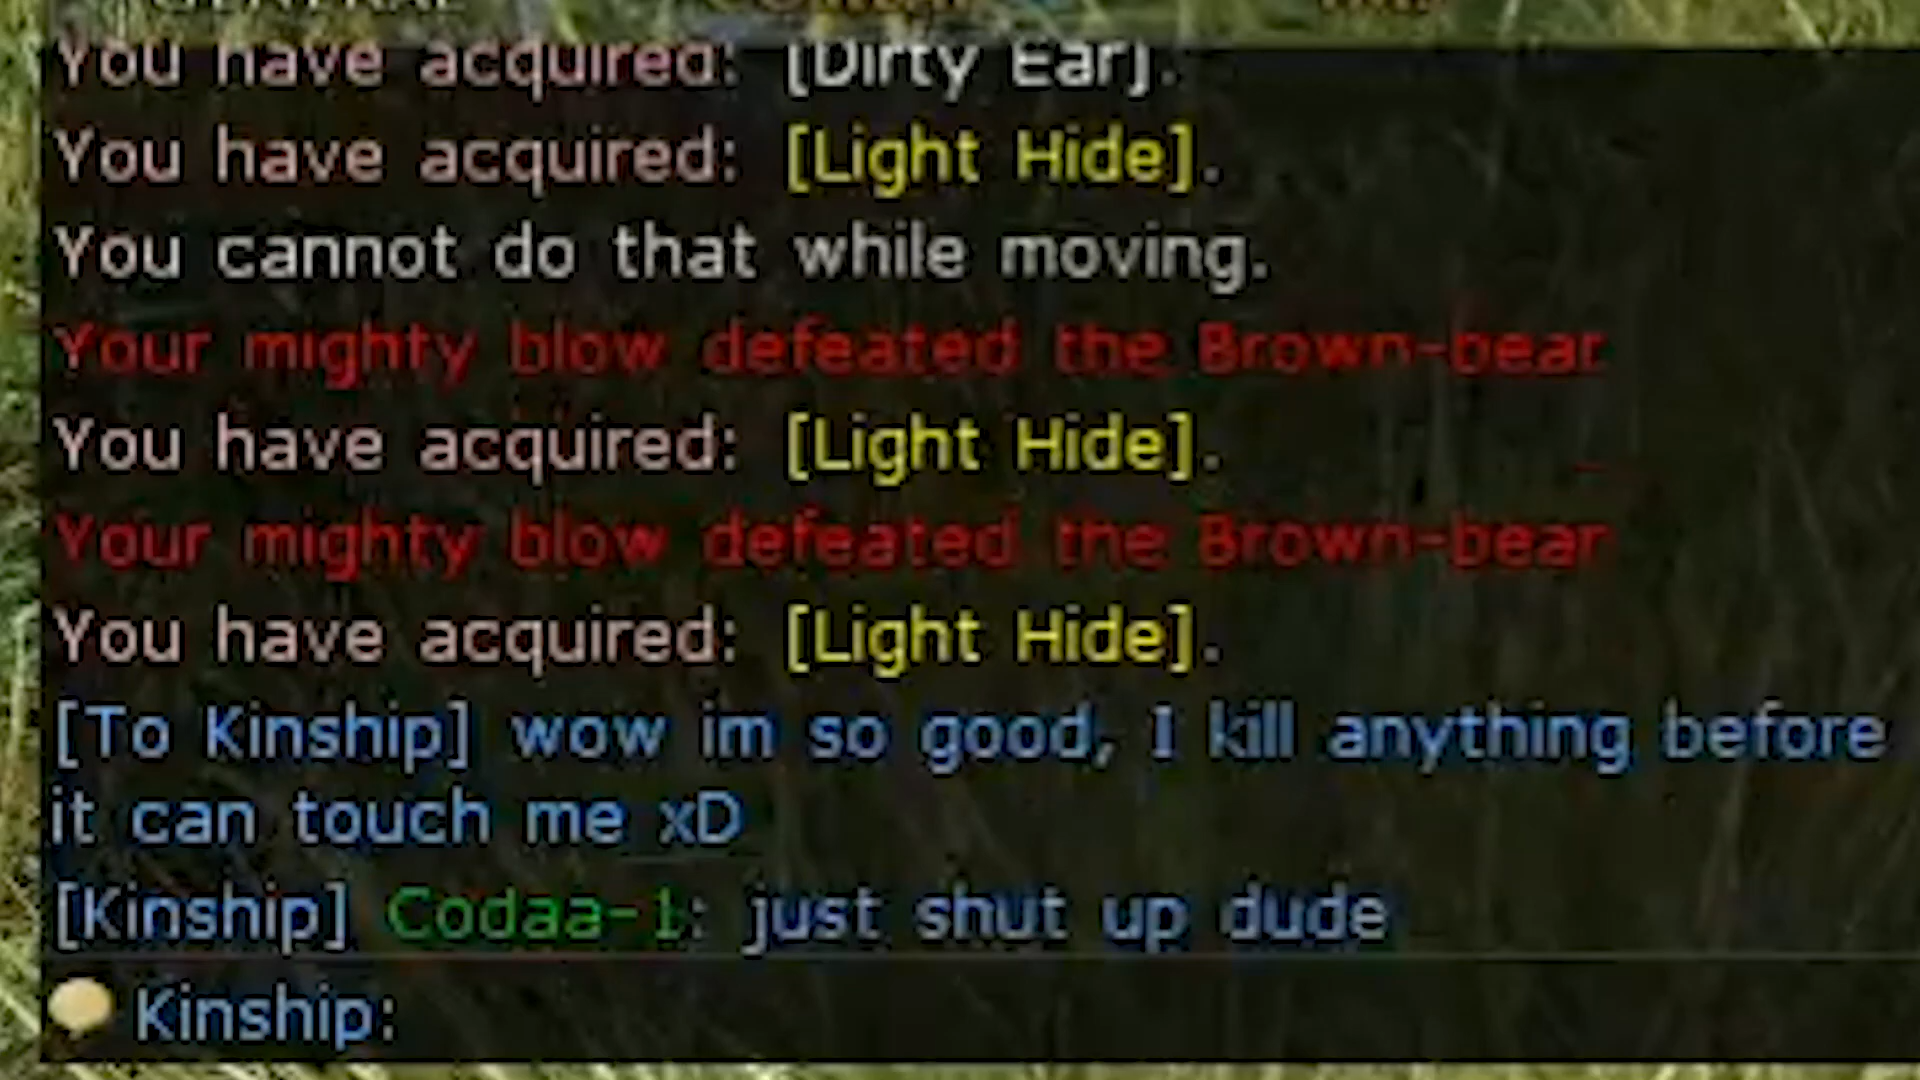 GENERAL
You have acquired: [Dirty Ear].
You have acquired: [Light Hide].
You cannot do that while moving.
Your mighty blow defeated the Brown-bear
You have acquired: [Light Hide].
Your mighty blow defeated the Brown-bear
You have acquired: [Light Hide].
[To Kinship] wow im so good, I kill anything before
it can touch me xD
[Kinship] Codaa-1: just shut up dude
Kinship: